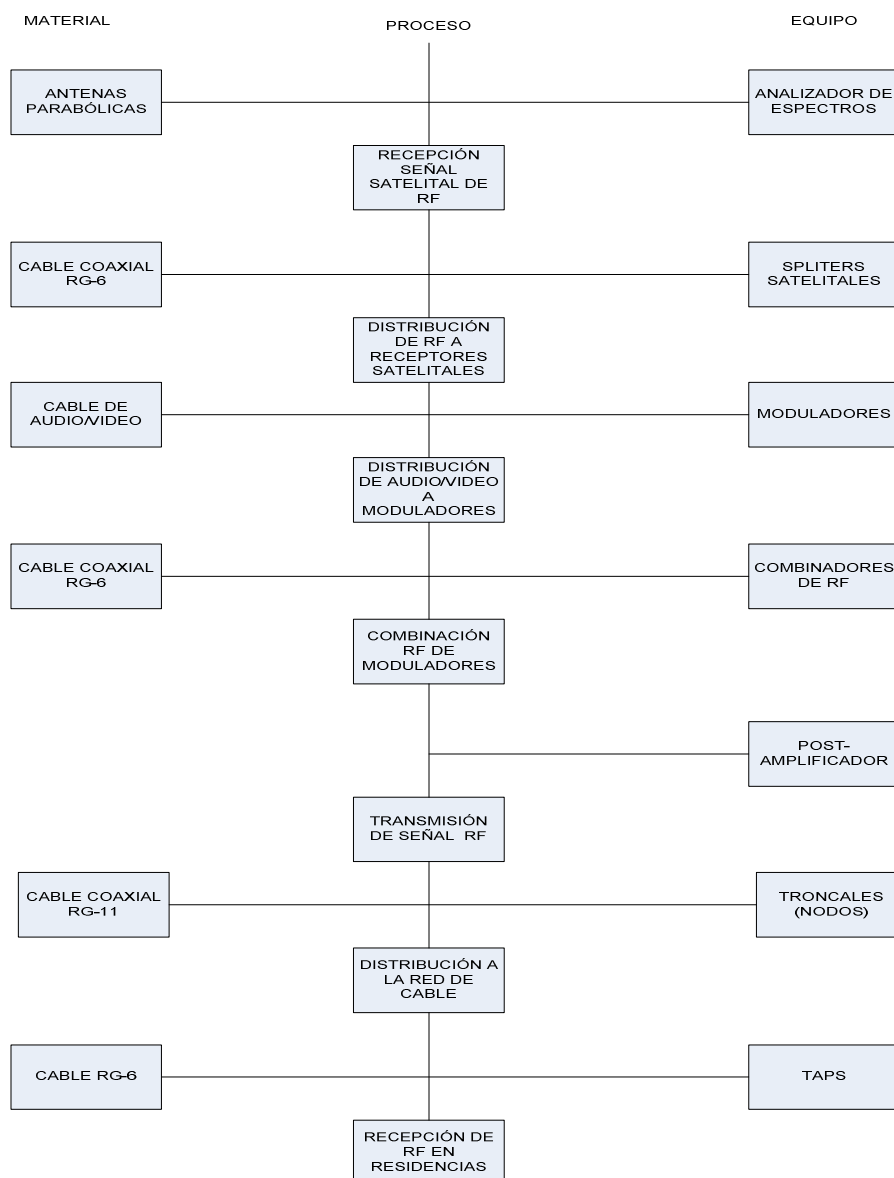 MATERIAL
PROCESO
EQUIPO
ANTENAS
PARABÓLICAS
ANALIZADOR DE
ESPECTROS
RECEPCIÓN
SEÑAL
SATELITAL DE
RF
CABLE COAXIAL
RG-6
SPLITERS
SATELITALES
DISTRIBUCIÓN
DE RF A
RECEPTORES
SATELITALES
CABLE DE
AUDIO/VIDEO
MODULADORES
DISTRIBUCIÓN
DE AUDIO/VIDEO
A
MODULADORES
CABLE COAXIAL
RG-6
COMBINADORES
DE RF
COMBINACIÓN
RF DE
MODULADORES
POST-
AMPLIFICADOR
TRANSMISIÓN
DE SEÑAL RF
CABLE COAXIAL
RG-11
TRONCALES
(NODOS)
DISTRIBUCIÓN A
LA RED DE
CABLE
CABLE RG-6
TAPS
RECEPCIÓN DE
RF EN
RESIDENCIAS